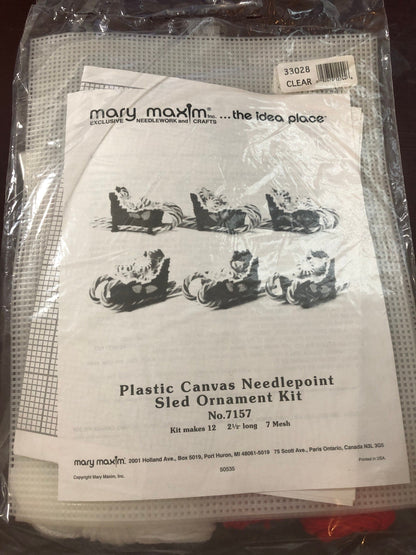 33028
CLEAR
mary maxim inc. ...the idea place
EXCLUSIVE NEEDLEWORK and CRAFTS
Plastic Canvas Needlepoint
Sled Ornament Kit
No.7157
Kit makes 12 2½" long 7 Mesh
mary maxim. 2001 Holland Ave., Box 5019, Port Huron, MI 48061-5019 75 Scott Ave., Paris Ontario, Canada N3L 3G5
Copyright Mary Maxim, Inc.
50535
Printed in USA